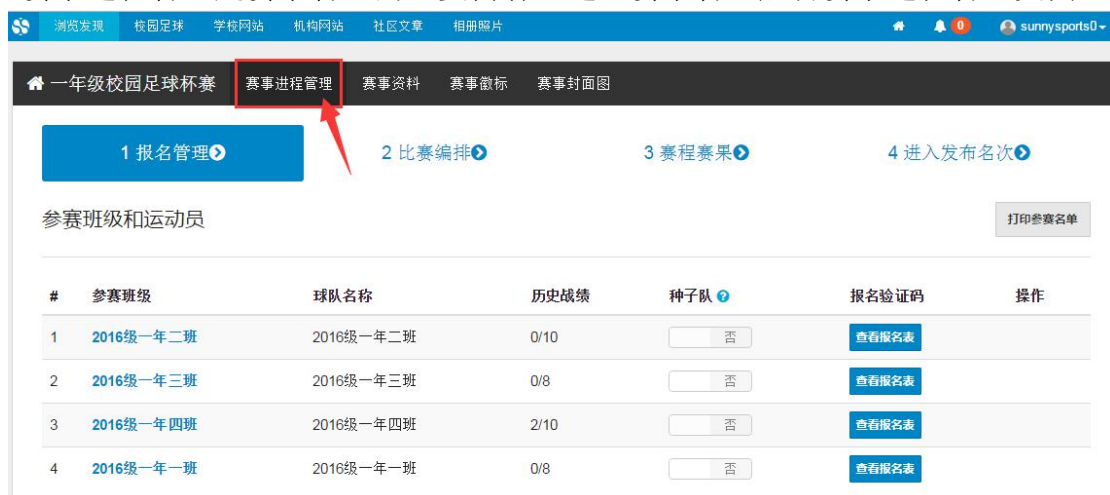 浏览发现 校园足球 学校网站 机构网站 社区文章 相册照片 0 sunnysports0
一年级校园足球杯赛 赛事进程管理 赛事资料 赛事徽标 赛事封面图
1 报名管理 2 比赛编排 3 赛程赛果 4 进入发布名次
参赛班级和运动员 打印参赛名单
# 参赛班级 球队名称 历史战绩 种子队 报名验证码 操作
1 2016级一年二班 2016级一年二班 0/10 否 查看报名表
2 2016级一年三班 2016级一年三班 0/8 否 查看报名表
3 2016级一年四班 2016级一年四班 2/10 否 查看报名表
4 2016级一年一班 2016级一年一班 0/8 否 查看报名表